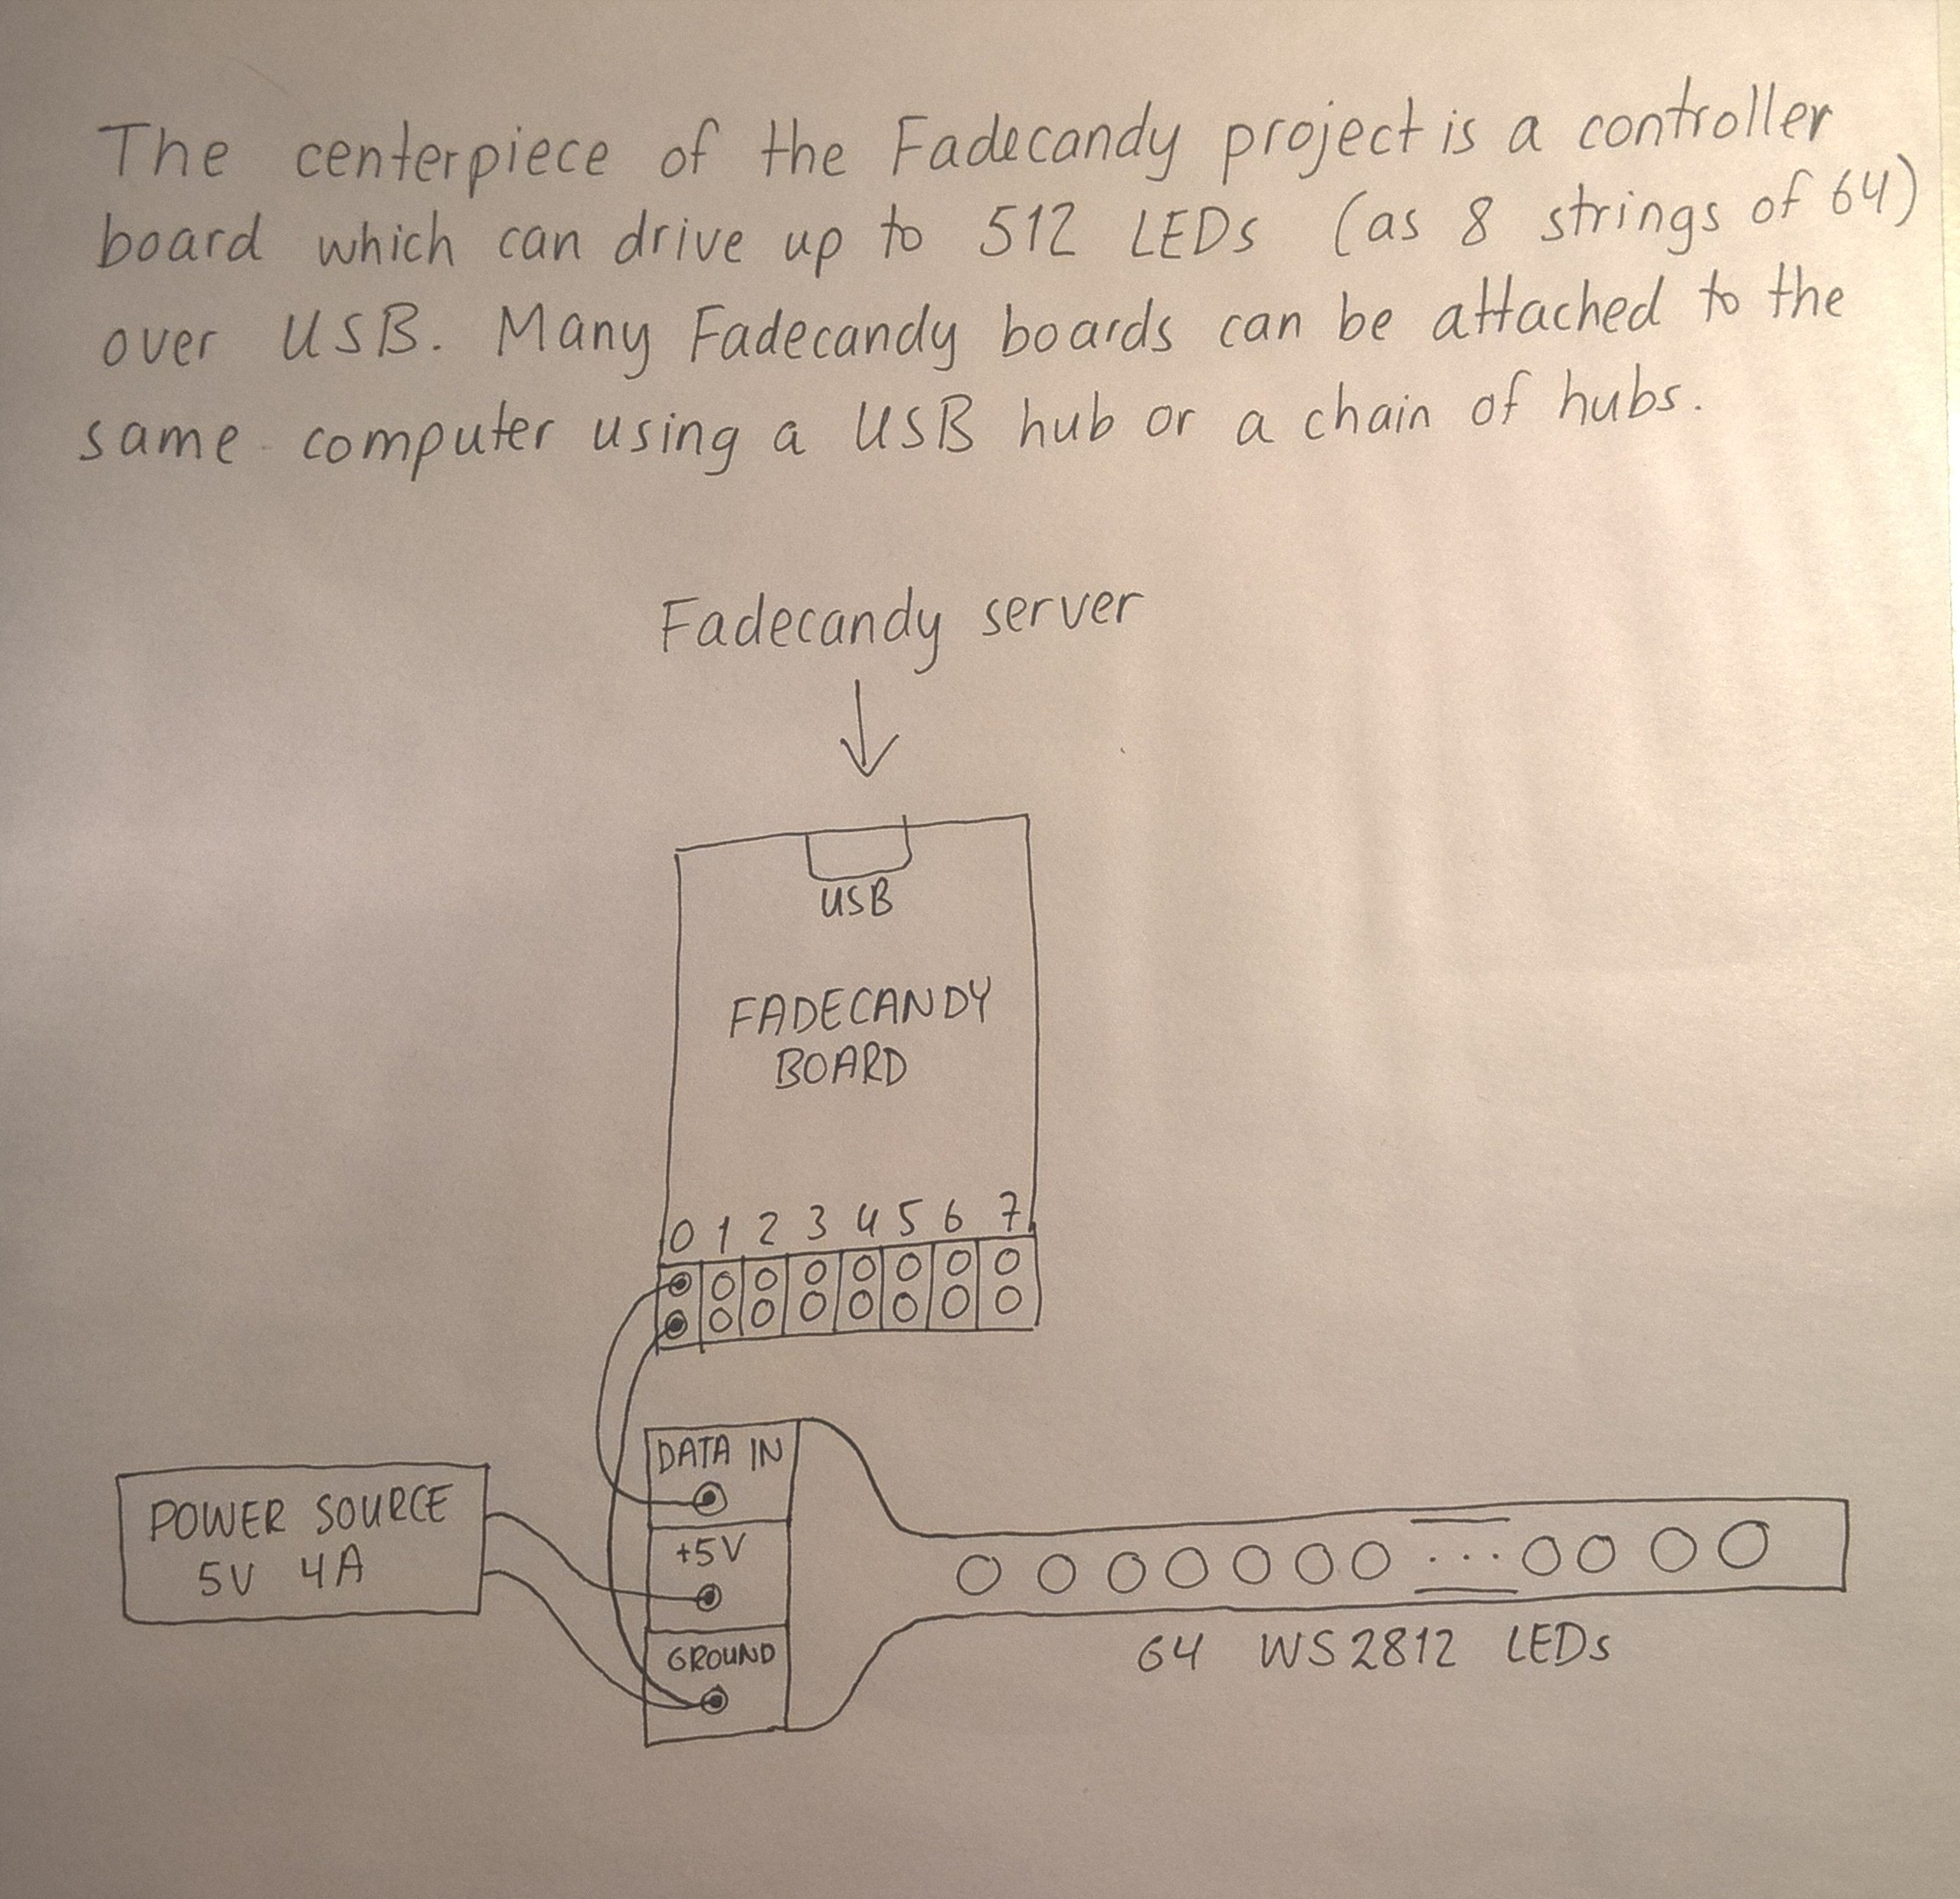 The centerpiece of the Fadecandy project is a controller
board which can drive up to 512 LEDs (as 8 strings of 64)
over USB. Many Fadecandy boards can be attached to the
same computer using a USB hub or a chain of hubs.
Fadecandy server
USB
FADECANDY
BOARD
0 1 2 3 4 5 6 7
DATA IN
POWER SOURCE
5V 4A
+5V
GROUND
...
64 WS2812 LEDs